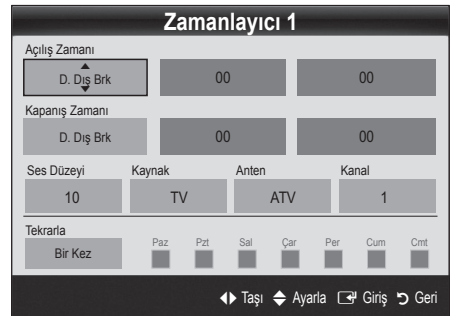 Zamanlayıcı 1
Açılış Zamanı
D. Dış Brk 00 00
Kapanış Zamanı
D. Dış Brk 00 00
Ses Düzeyi Kaynak Anten Kanal
10 TV ATV 1
Tekrarla
Bir Kez Paz Pzt Sal Çar Per Cum Cmt
Taşı Ayarla Giriş Geri